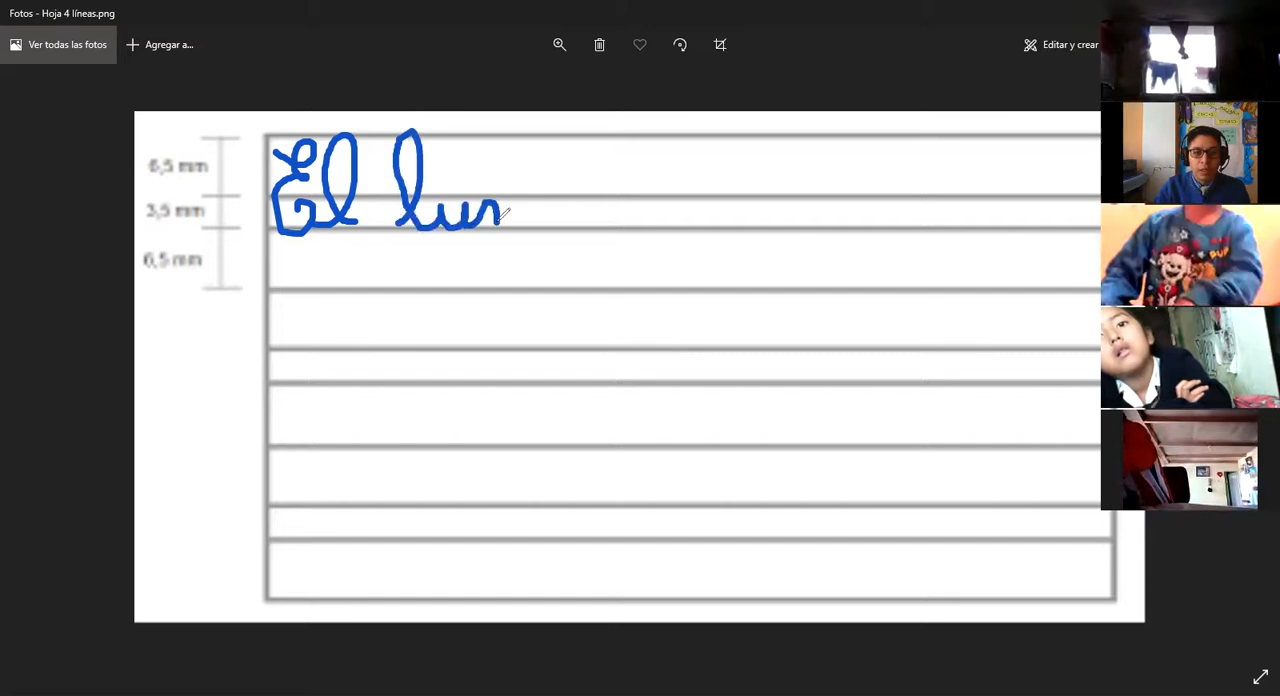 Fotos - Hoja 4 líneas.png
Ver todas las fotos
Agregar a...
Editar y crear
6,5 mm
3,5 mm
6,5 mm
El lun